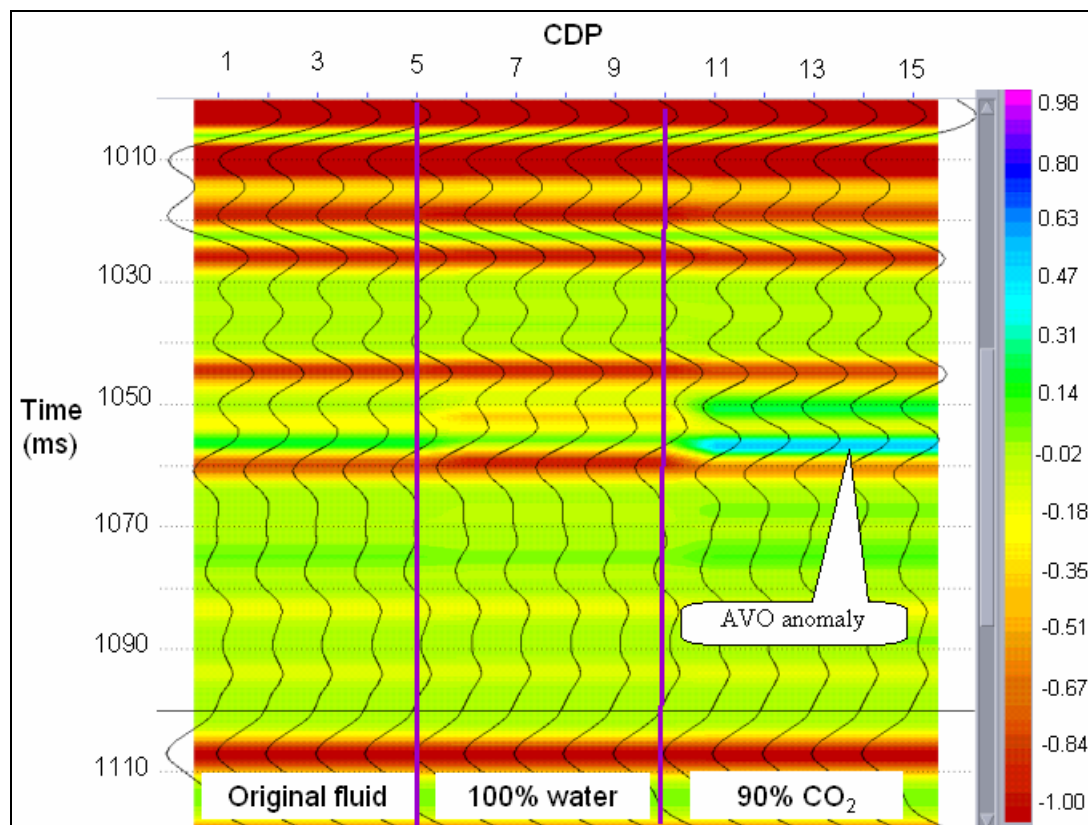 CDP
1 3 5 7 9 11 13 15
0.98
0.80
0.63
0.47
0.31
0.14
-0.02
-0.18
-0.35
-0.51
-0.67
-0.84
-1.00
Time
(ms)
1010
1030
1050
1070
1090
1110
AVO anomaly
Original fluid
100% water
90% CO₂